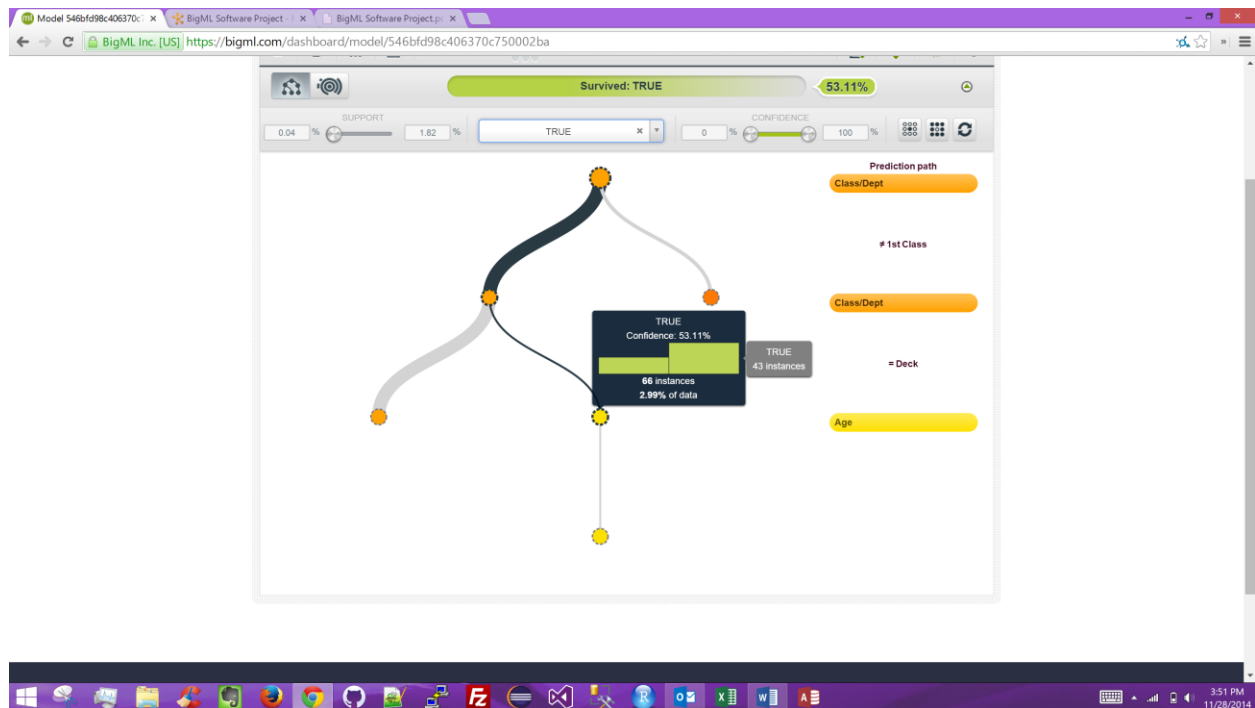 Model 546bfd98c406370c7
BigML Software Project -
BigML Software Project.p
BigML Inc. [US] https://bigml.com/dashboard/model/546bfd98c406370c750002ba
Survived: TRUE
53.11%
SUPPORT
CONFIDENCE
0.04 % 1.82 % TRUE 0 % 100 %
Prediction path
Class/Dept
≠ 1st Class
Class/Dept
TRUE
Confidence: 53.11%
TRUE
43 instances
66 instances
2.99% of data
= Deck
Age
3:51 PM
11/28/2014